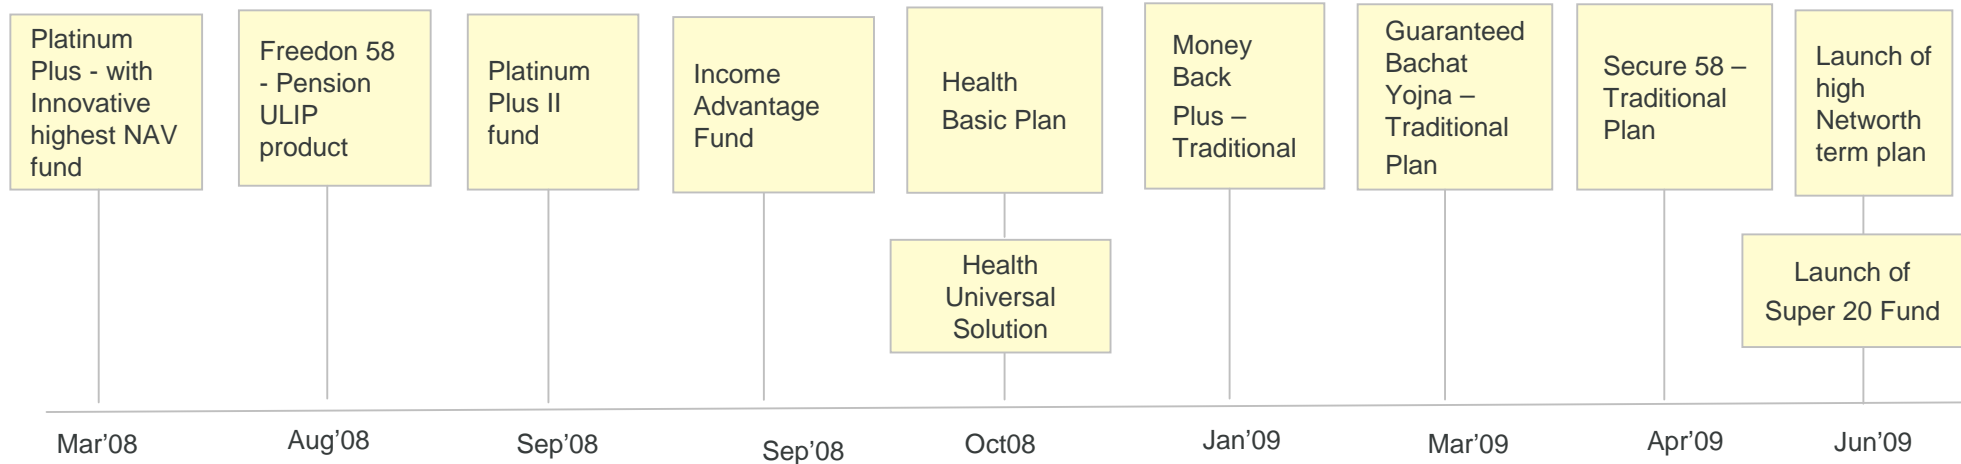 Platinum
Plus - with
Innovative
highest NAV
fund
Freedon 58
- Pension
ULIP
product
Platinum
Plus II
fund
Income
Advantage
Fund
Health
Basic Plan
Money
Back
Plus –
Traditional
Guaranteed
Bachat
Yojna –
Traditional
Plan
Secure 58 –
Traditional
Plan
Launch of
high
Networth
term plan
Health
Universal
Solution
Launch of
Super 20 Fund
Mar’08
Aug’08
Sep’08
Sep’08
Oct08
Jan’09
Mar’09
Apr’09
Jun’09